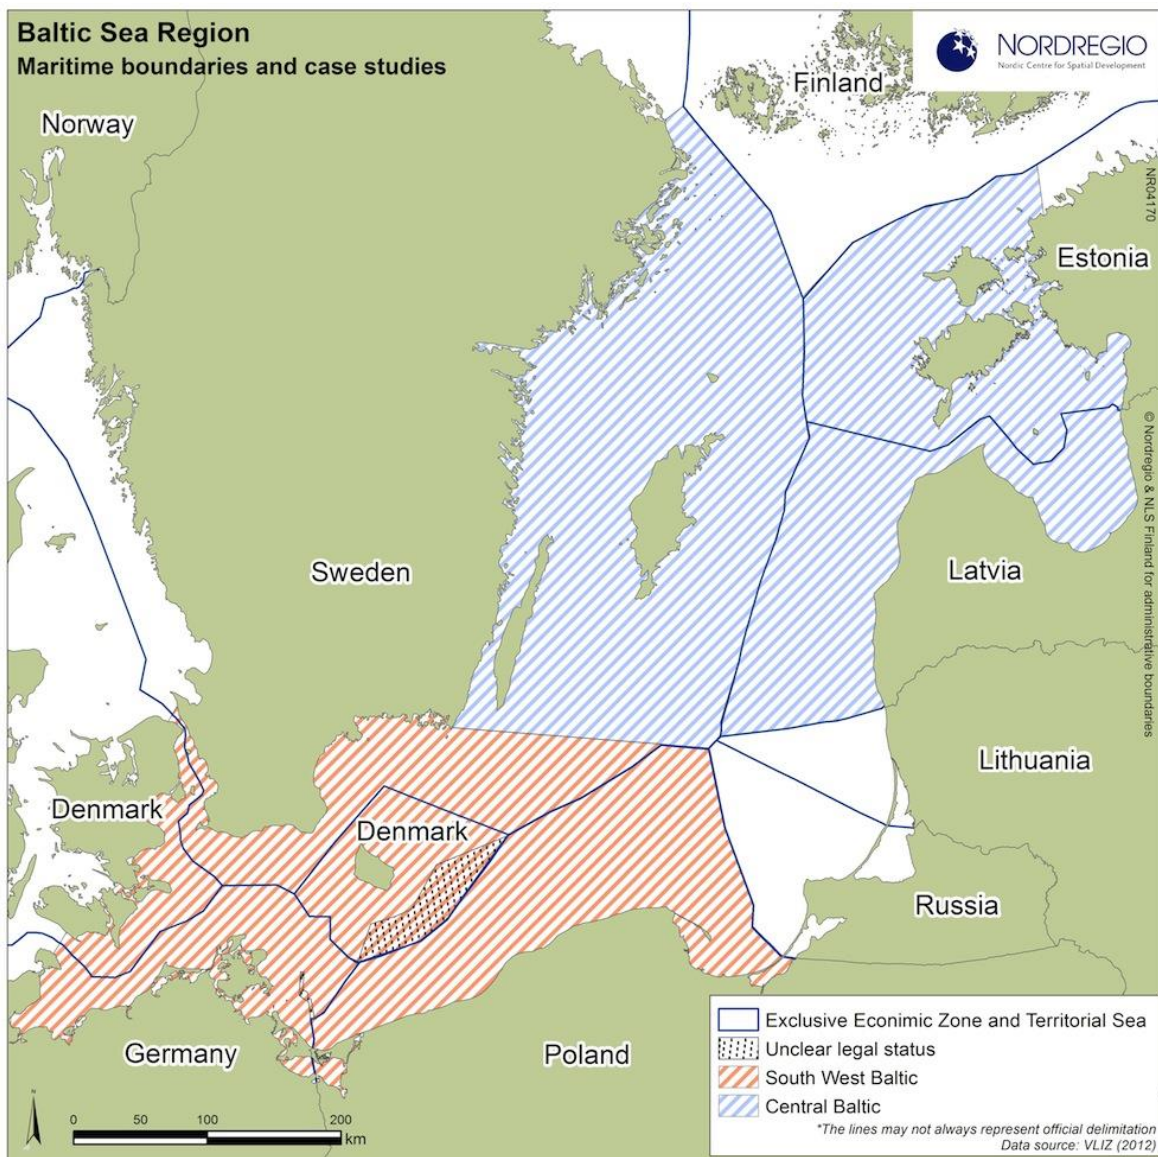 Baltic Sea Region
Maritime boundaries and case studies
NORDREGIO
Nordic Centre for Spatial Development
Finland
Norway
NR04170
Estonia
© Nordregio & NLS Finland for administrative boundaries
Sweden
Latvia
Lithuania
Denmark
Denmark
Russia
Germany
Poland
Exclusive Econimic Zone and Territorial Sea
Unclear legal status
South West Baltic
Central Baltic
*The lines may not always represent official delimitation
Data source: VLIZ (2012)
N
0 50 100 200
km